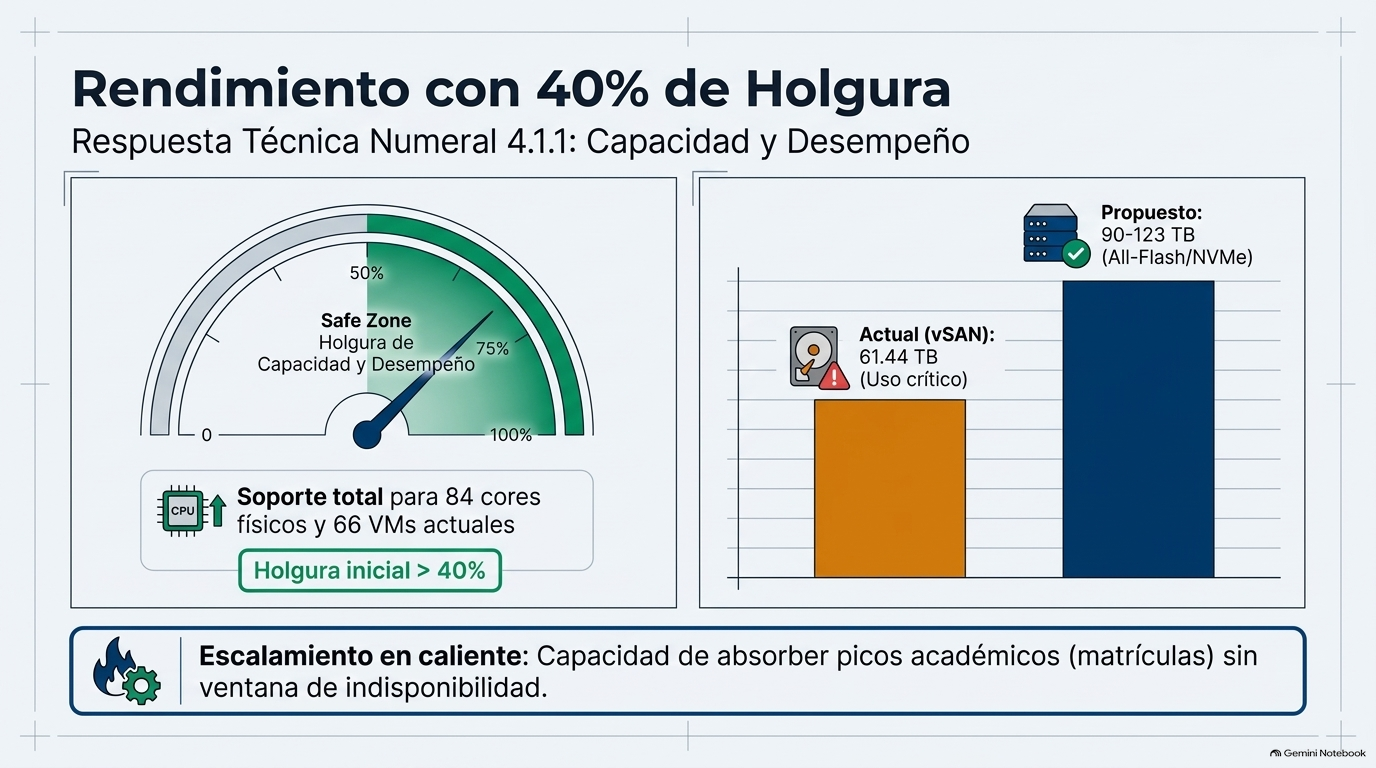 Rendimiento con 40% de Holgura
Respuesta Técnica Numeral 4.1.1: Capacidad y Desempeño
50%
Safe Zone
Holgura de
Capacidad y Desempeño
75%
0
100%
CPU
Soporte total para 84 cores
físicos y 66 VMs actuales
Holgura inicial > 40%
Propuesto:
90-123 TB
(All-Flash/NVMe)
Actual (vSAN):
61.44 TB
(Uso crítico)
Escalamiento en caliente: Capacidad de absorber picos académicos (matrículas) sin
ventana de indisponibilidad.
Gemini Notebook